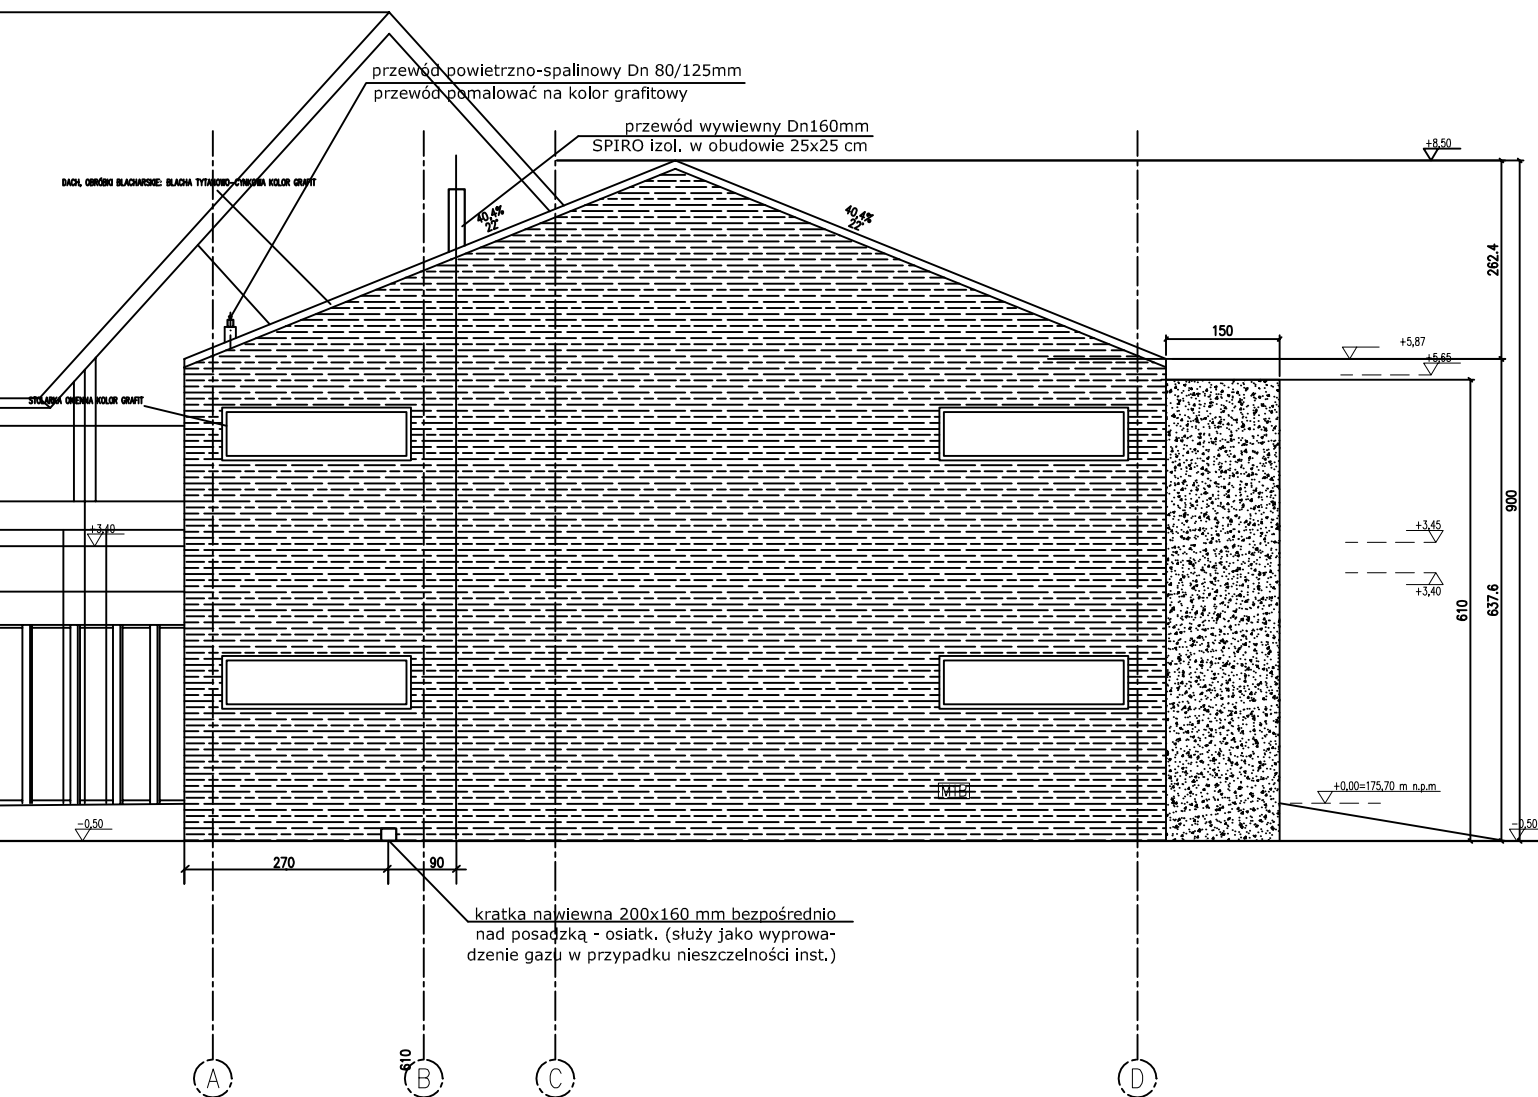 przewód powietrzno-spalinowy Dn 80/125mm
przewód pomalować na kolor grafitowy
przewód wywiewny Dn160mm
SPIRO izol. w obudowie 25x25 cm
+8,50
DACH, OBRÓBKI BLACHARSKIE: BLACHA TYTANOWO-CYNKOWA KOLOR GRAFIT
40,4%
22°
40,4%
22°
262.4
150
+5,87
+5,65
STOLARKA OKIENNA KOLOR GRAFIT
900
+3,40
+3,45
+3,40
637.6
610
+0,00=175,70 m n.p.m
-0,50
-0,50
270
90
kratka nawiewna 200x160 mm bezpośrednio
nad posadzką - osiatk. (służy jako wyprowa-
dzenie gazu w przypadku nieszczelności inst.)
610
A
B
C
D